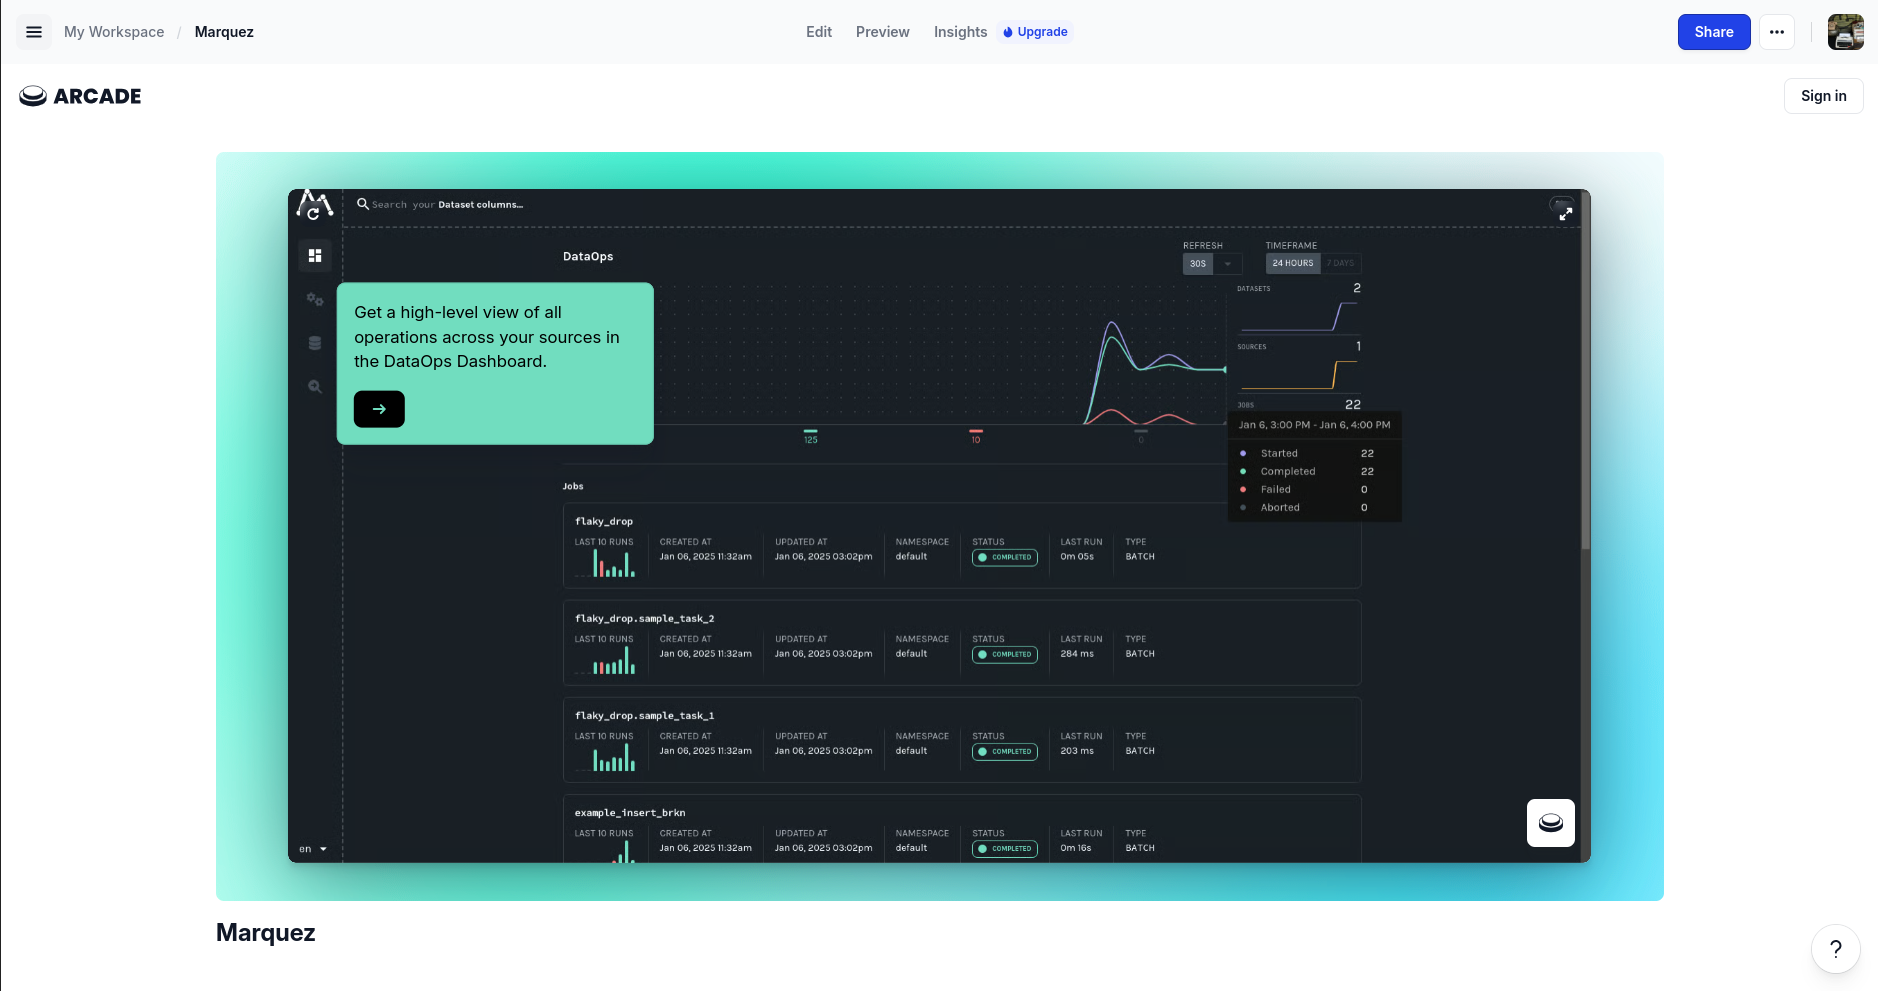 My Workspace / Marquez
Edit Preview Insights Upgrade
Share
ARCADE
Sign in
Search your Dataset columns...
DataOps
REFRESH
30S
TIMEFRAME
24 HOURS 7 DAYS
Get a high-level view of all
operations across your sources in
the DataOps Dashboard.
DATASETS 2
SOURCES 1
JOBS 22
125 10 0
Jan 6, 3:00 PM - Jan 6, 4:00 PM
Started 22
Completed 22
Failed 0
Aborted 0
Jobs
flaky_drop
LAST 10 RUNS CREATED AT UPDATED AT NAMESPACE STATUS LAST RUN TYPE
Jan 06, 2025 11:32am Jan 06, 2025 03:02pm default COMPLETED 0m 05s BATCH
flaky_drop.sample_task_2
LAST 10 RUNS CREATED AT UPDATED AT NAMESPACE STATUS LAST RUN TYPE
Jan 06, 2025 11:32am Jan 06, 2025 03:02pm default COMPLETED 284 ms BATCH
flaky_drop.sample_task_1
LAST 10 RUNS CREATED AT UPDATED AT NAMESPACE STATUS LAST RUN TYPE
Jan 06, 2025 11:32am Jan 06, 2025 03:02pm default COMPLETED 203 ms BATCH
example_insert_brkn
LAST 10 RUNS CREATED AT UPDATED AT NAMESPACE STATUS LAST RUN TYPE
Jan 06, 2025 11:32am Jan 06, 2025 03:02pm default COMPLETED 0m 16s BATCH
en
Marquez
?